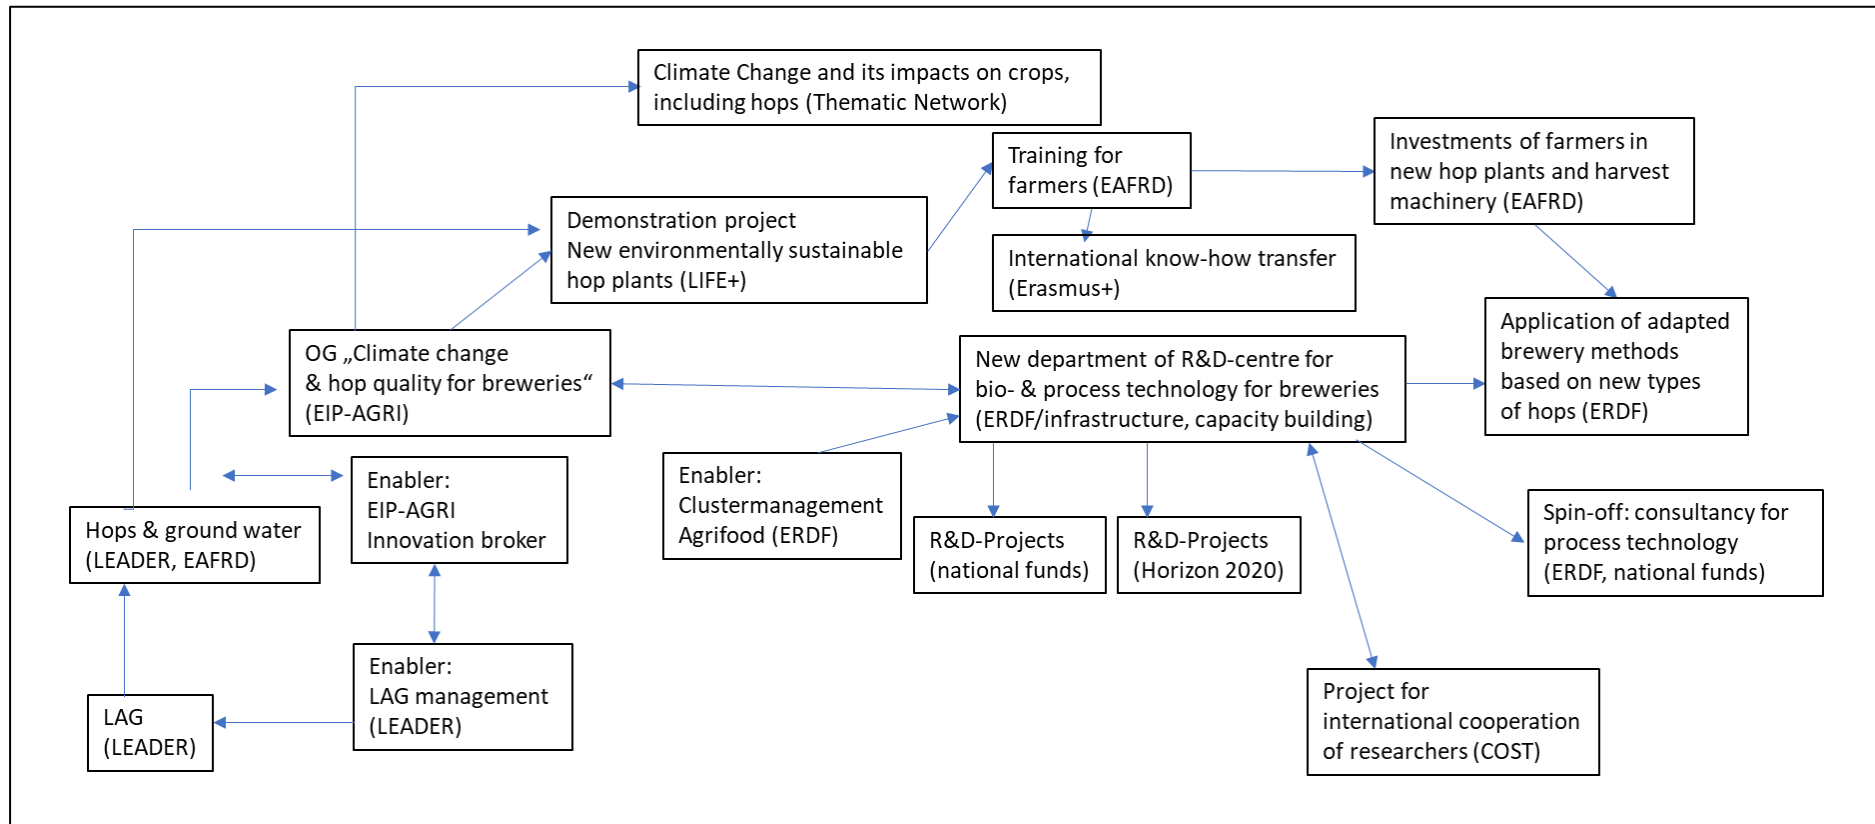 Climate Change and its impacts on crops,
including hops (Thematic Network)
Training for
farmers (EAFRD)
Investments of farmers in
new hop plants and harvest
machinery (EAFRD)
Demonstration project
New environmentally sustainable
hop plants (LIFE+)
International know-how transfer
(Erasmus+)
OG „Climate change
& hop quality for breweries“
(EIP-AGRI)
New department of R&D-centre for
bio- & process technology for breweries
(ERDF/infrastructure, capacity building)
Application of adapted
brewery methods
based on new types
of hops (ERDF)
Enabler:
EIP-AGRI
Innovation broker
Enabler:
Clustermanagement
Agrifood (ERDF)
Hops & ground water
(LEADER, EAFRD)
R&D-Projects
(national funds)
R&D-Projects
(Horizon 2020)
Spin-off: consultancy for
process technology
(ERDF, national funds)
Enabler:
LAG management
(LEADER)
LAG
(LEADER)
Project for
international cooperation
of researchers (COST)